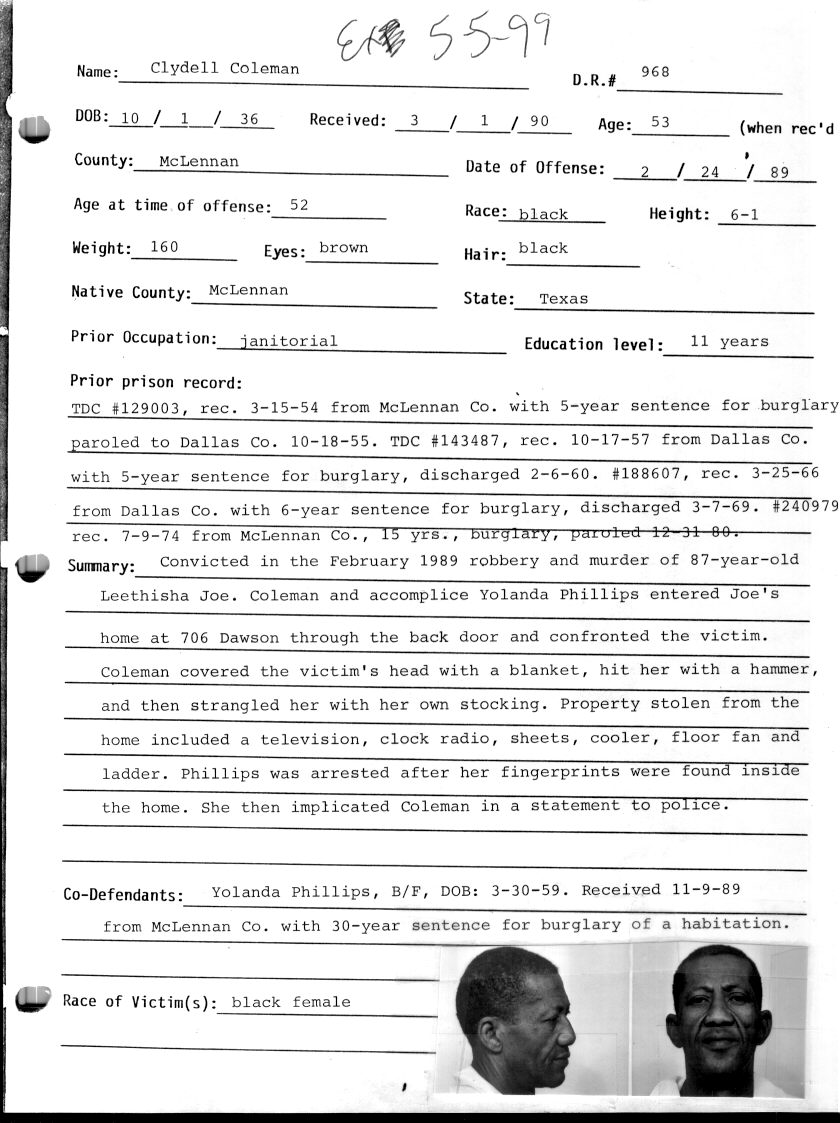 Ex 5-5-99
Name: Clydell Coleman D.R.# 968
DOB: 10 / 1 / 36 Received: 3 / 1 / 90 Age: 53 (when rec'd
County: McLennan Date of Offense: 2 / 24 / 89
Age at time of offense: 52 Race: black Height: 6-1
Weight: 160 Eyes: brown Hair: black
Native County: McLennan State: Texas
Prior Occupation: janitorial Education level: 11 years
Prior prison record:
TDC #129003, rec. 3-15-54 from McLennan Co. with 5-year sentence for burglary
paroled to Dallas Co. 10-18-55. TDC #143487, rec. 10-17-57 from Dallas Co.
with 5-year sentence for burglary, discharged 2-6-60. #188607, rec. 3-25-66
from Dallas Co. with 6-year sentence for burglary, discharged 3-7-69. #240979
rec. 7-9-74 from McLennan Co., 15 yrs., burglary, paroled 12-31-80.
Summary: Convicted in the February 1989 robbery and murder of 87-year-old
Leethisha Joe. Coleman and accomplice Yolanda Phillips entered Joe's
home at 706 Dawson through the back door and confronted the victim.
Coleman covered the victim's head with a blanket, hit her with a hammer,
and then strangled her with her own stocking. Property stolen from the
home included a television, clock radio, sheets, cooler, floor fan and
ladder. Phillips was arrested after her fingerprints were found inside
the home. She then implicated Coleman in a statement to police.
Co-Defendants: Yolanda Phillips, B/F, DOB: 3-30-59. Received 11-9-89
from McLennan Co. with 30-year sentence for burglary of a habitation.
Race of Victim(s): black female